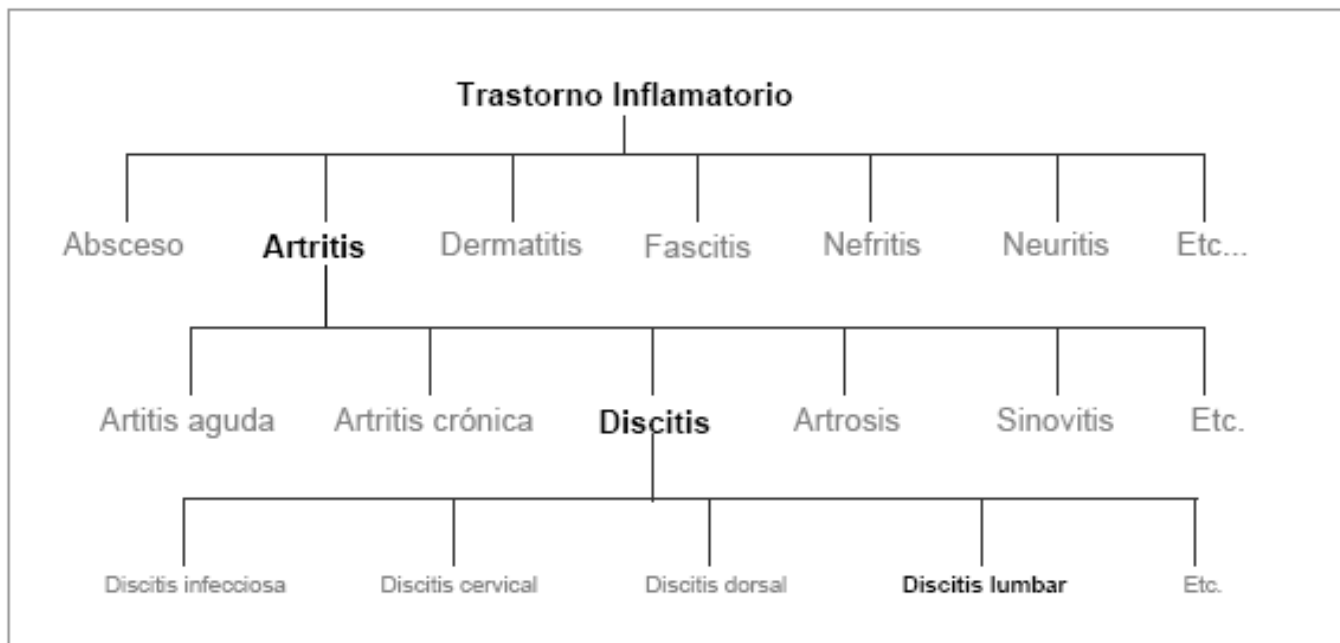 Trastorno Inflamatorio
Absceso Artritis Dermatitis Fascitis Nefritis Neuritis Etc...
Artitis aguda Artritis crónica Discitis Artrosis Sinovitis Etc.
Discitis infecciosa Discitis cervical Discitis dorsal Discitis lumbar Etc.